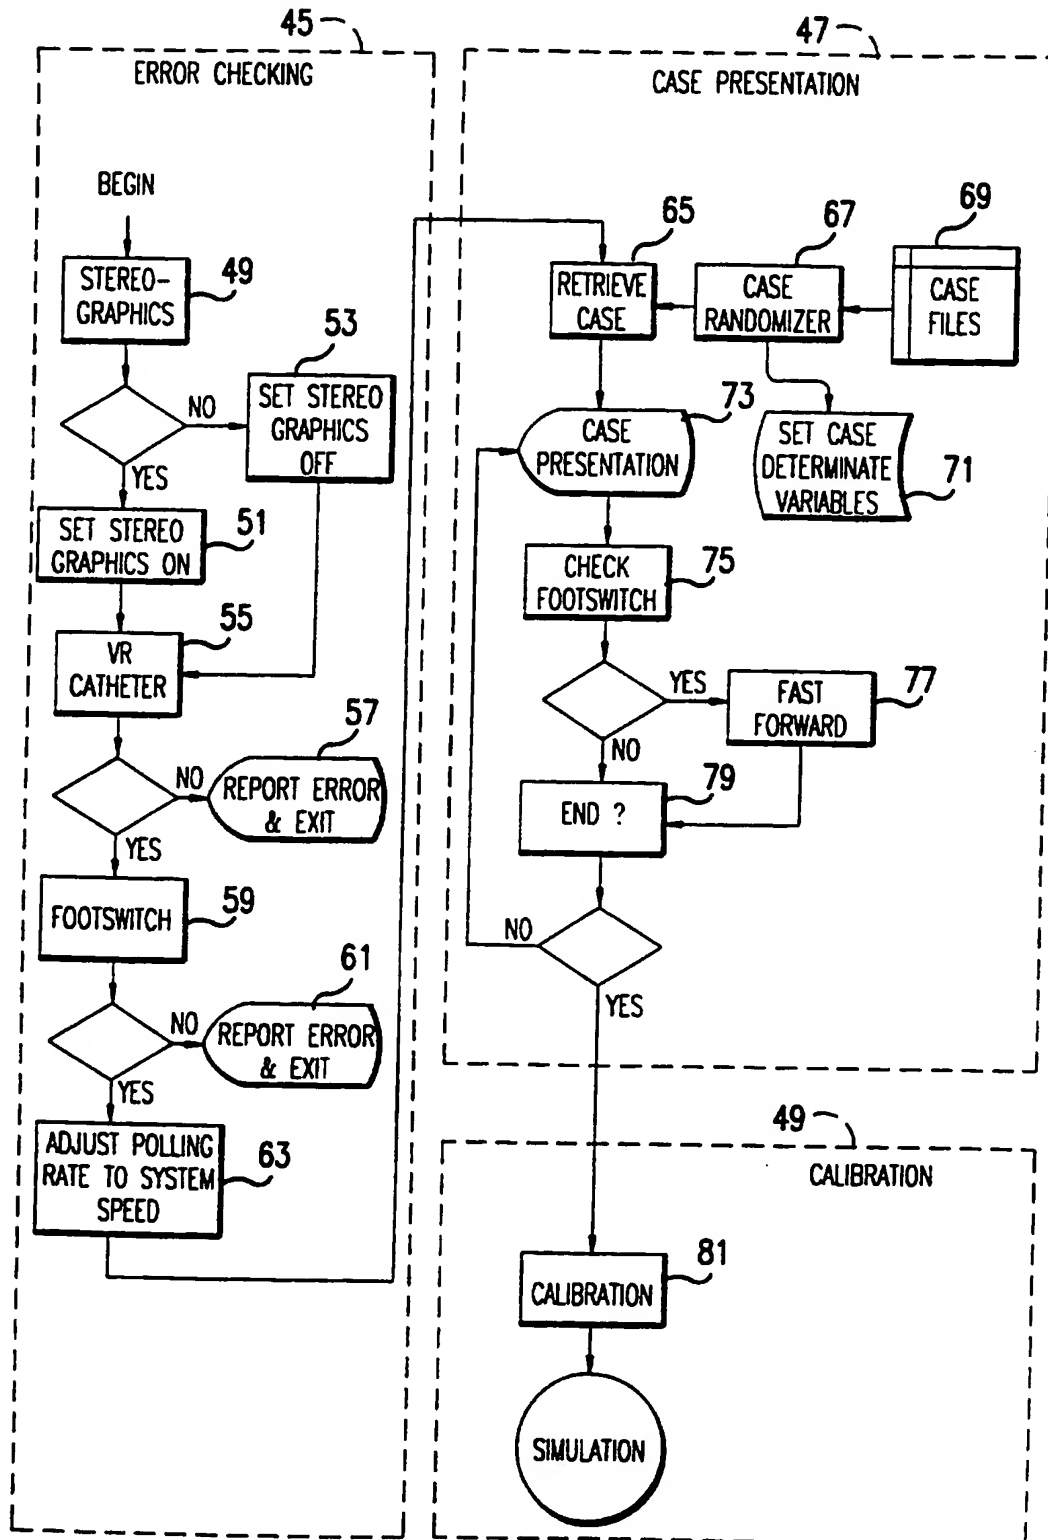 45
ERROR CHECKING
BEGIN
STEREO-
GRAPHICS
49
NO
YES
53
SET STEREO
GRAPHICS
OFF
SET STEREO
GRAPHICS ON
51
VR
CATHETER
55
NO
YES
57
REPORT ERROR
& EXIT
FOOTSWITCH
59
NO
YES
61
REPORT ERROR
& EXIT
ADJUST POLLING
RATE TO SYSTEM
SPEED
63
47
CASE PRESENTATION
65
RETRIEVE
CASE
67
CASE
RANDOMIZER
69
CASE
FILES
SET CASE
DETERMINATE
VARIABLES
71
CASE
PRESENTATION
73
CHECK
FOOTSWITCH
75
YES
NO
FAST
FORWARD
77
END ?
79
NO
YES
49
CALIBRATION
CALIBRATION
81
SIMULATION